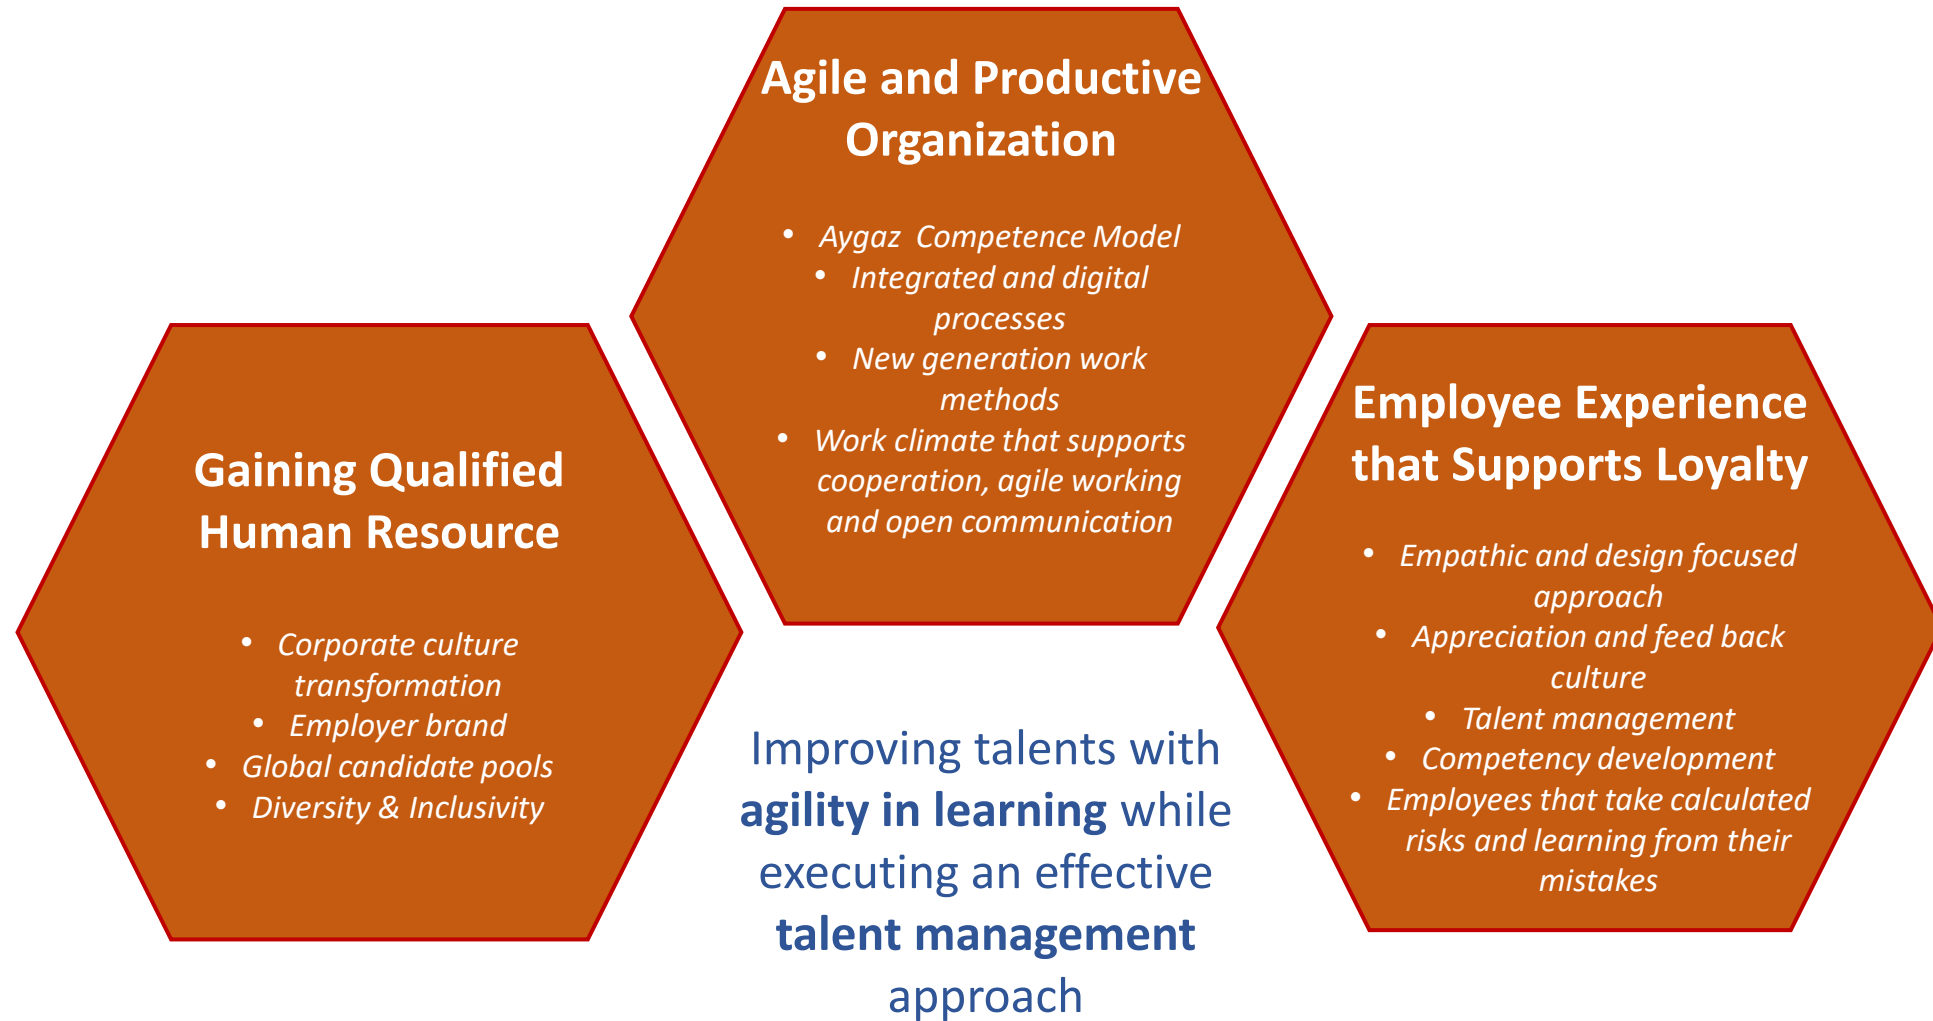 Agile and Productive
Organization
• Aygaz  Competence Model
• Integrated and digital
processes
• New generation work
methods
• Work climate that supports
cooperation, agile working
and open communication
Gaining Qualified
Human Resource
• Corporate culture
transformation
• Employer brand
• Global candidate pools
• Diversity & Inclusivity
Employee Experience
that Supports Loyalty
• Empathic and design focused
approach
• Appreciation and feed back
culture
• Talent management
• Competency development
• Employees that take calculated
risks and learning from their
mistakes
Improving talents with
agility in learning while
executing an effective
talent management
approach